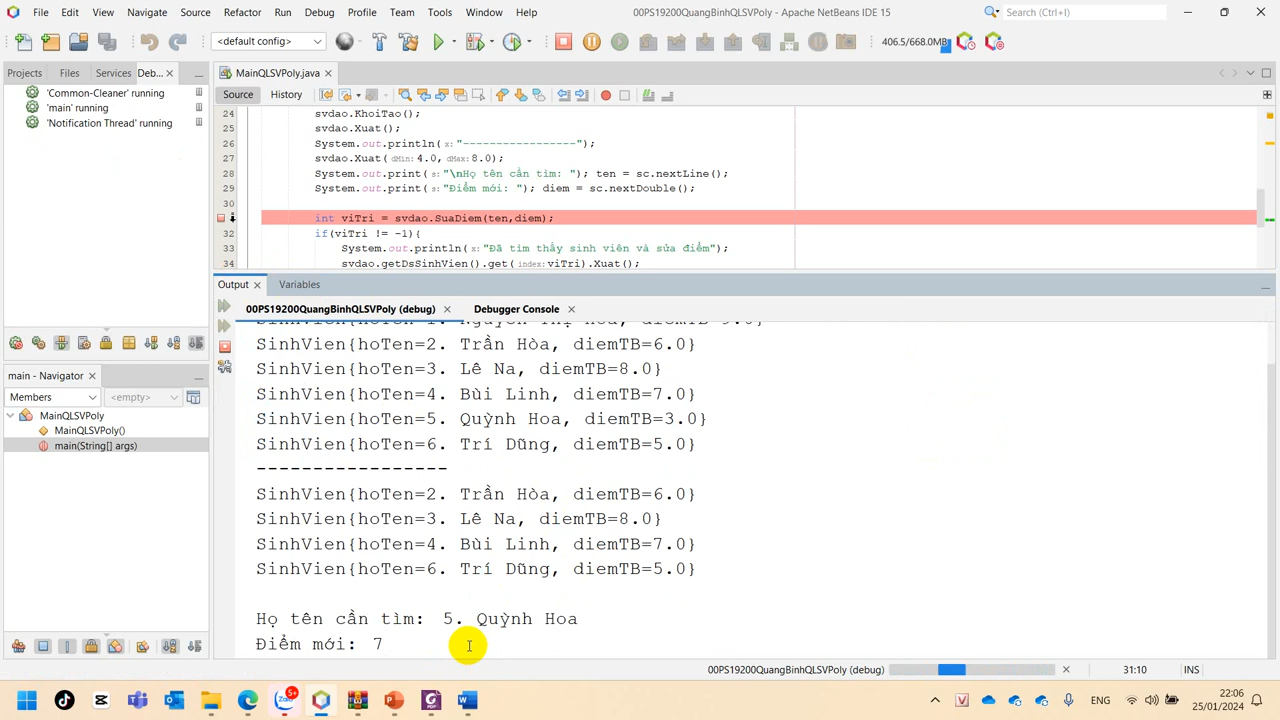 File Edit View Navigate Source Refactor Run Debug Profile Team Tools Window Help
00PS19200QuangBinhQLSVPoly - Apache NetBeans IDE 15
Search (Ctrl+I)
<default config>
406.5/668.0MB
Projects Files Services Deb...
MainQLSVPoly.java
Source History
'Common-Cleaner' running
'main' running
'Notification Thread' running
24 svdao.KhoiTao();
25 svdao.Xuat();
26 System.out.println(x:"-----------------");
27 svdao.Xuat(dMin:4.0,dMax:8.0);
28 System.out.print(s:"\nHọ tên cần tìm: "); ten = sc.nextLine();
29 System.out.print(s:"Điểm mới: "); diem = sc.nextDouble();
30
int viTri = svdao.SuaDiem(ten,diem);
32 if(viTri != -1){
33 System.out.println(x:"Đã tìm thấy sinh viên và sửa điểm");
34 svdao.getDsSinhVien().get(index:viTri).Xuat();
Output Variables
00PS19200QuangBinhQLSVPoly (debug) Debugger Console
SinhVien{hoTen=2. Trần Hòa, diemTB=6.0}
SinhVien{hoTen=3. Lê Na, diemTB=8.0}
SinhVien{hoTen=4. Bùi Linh, diemTB=7.0}
SinhVien{hoTen=5. Quỳnh Hoa, diemTB=3.0}
SinhVien{hoTen=6. Trí Dũng, diemTB=5.0}
-----------------
SinhVien{hoTen=2. Trần Hòa, diemTB=6.0}
SinhVien{hoTen=3. Lê Na, diemTB=8.0}
SinhVien{hoTen=4. Bùi Linh, diemTB=7.0}
SinhVien{hoTen=6. Trí Dũng, diemTB=5.0}
Họ tên cần tìm: 5. Quỳnh Hoa
Điểm mới: 7
main - Navigator
Members <empty>
MainQLSVPoly
MainQLSVPoly()
main(String[] args)
00PS19200QuangBinhQLSVPoly (debug)
31:10 INS
Zalo 5+
ENG
22:06
25/01/2024